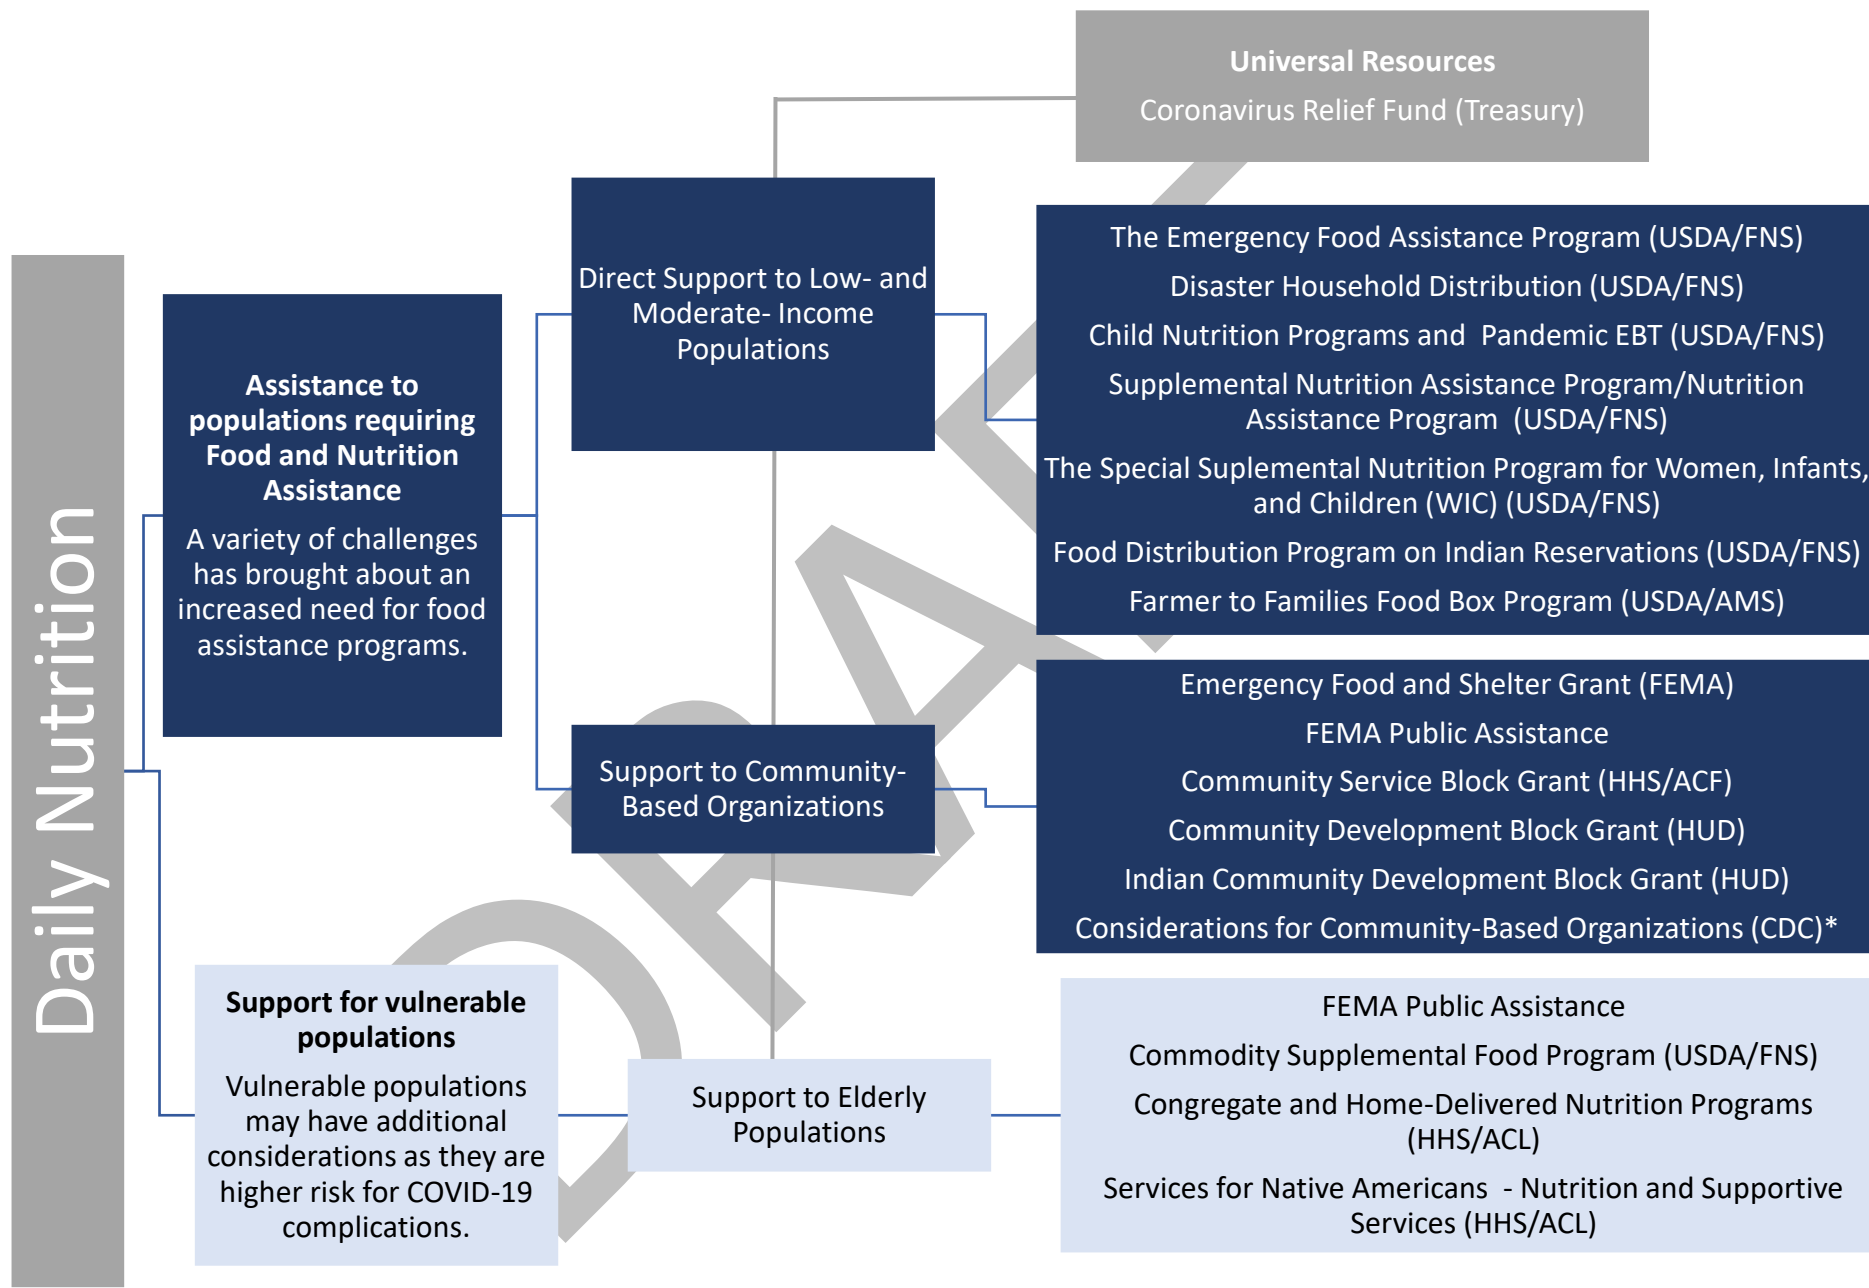 Universal Resources
Coronavirus Relief Fund (Treasury)
Daily Nutrition
Assistance to
populations requiring
Food and Nutrition
Assistance
A variety of challenges
has brought about an
increased need for food
assistance programs.
Direct Support to Low- and
Moderate- Income
Populations
The Emergency Food Assistance Program (USDA/FNS)
Disaster Household Distribution (USDA/FNS)
Child Nutrition Programs and  Pandemic EBT (USDA/FNS)
Supplemental Nutrition Assistance Program/Nutrition
Assistance Program  (USDA/FNS)
The Special Suplemental Nutrition Program for Women, Infants,
and Children (WIC) (USDA/FNS)
Food Distribution Program on Indian Reservations (USDA/FNS)
Farmer to Families Food Box Program (USDA/AMS)
Support to Community-
Based Organizations
Emergency Food and Shelter Grant (FEMA)
FEMA Public Assistance
Community Service Block Grant (HHS/ACF)
Community Development Block Grant (HUD)
Indian Community Development Block Grant (HUD)
Considerations for Community-Based Organizations (CDC)*
Support for vulnerable
populations
Vulnerable populations
may have additional
considerations as they are
higher risk for COVID-19
complications.
Support to Elderly
Populations
FEMA Public Assistance
Commodity Supplemental Food Program (USDA/FNS)
Congregate and Home-Delivered Nutrition Programs
(HHS/ACL)
Services for Native Americans  - Nutrition and Supportive
Services (HHS/ACL)
DRAFT